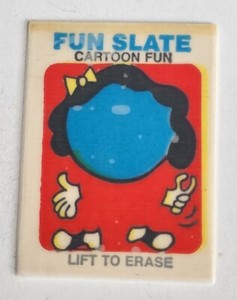 FUN SLATE
CARTOON FUN
LIFT TO ERASE